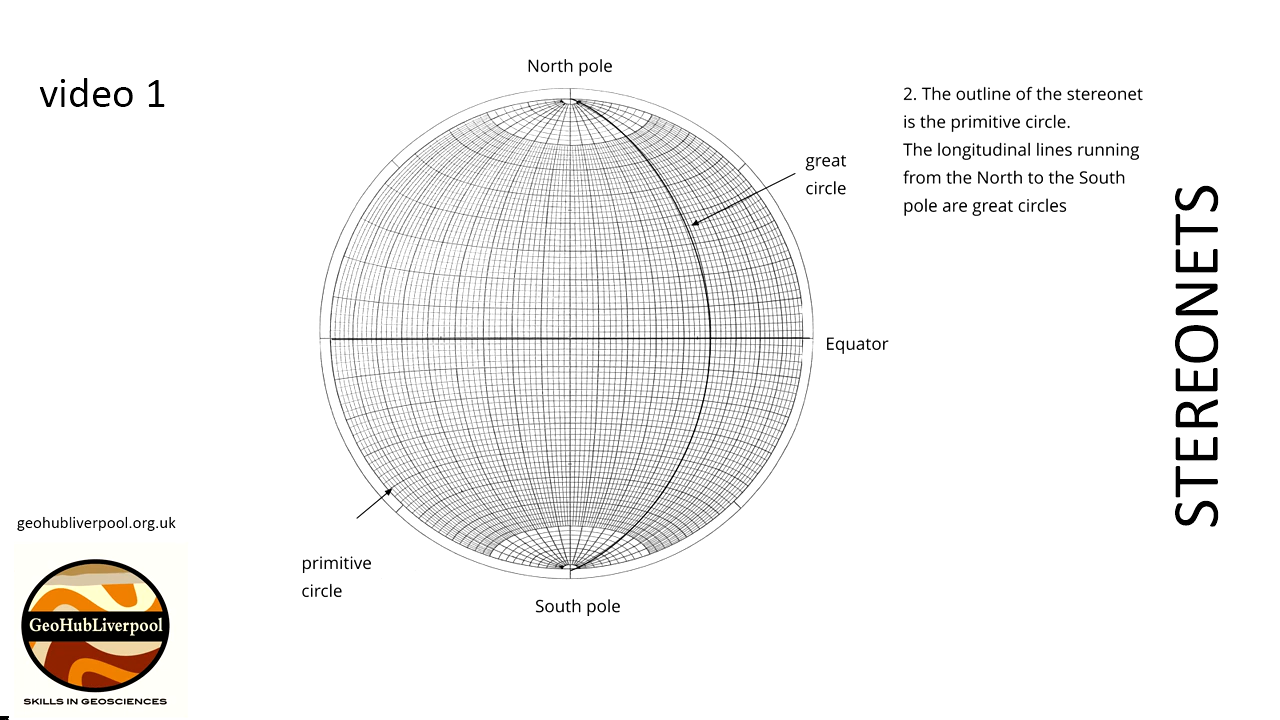 video 1
North pole
2. The outline of the stereonet
is the primitive circle.
The longitudinal lines running
from the North to the South
pole are great circles
great
circle
Equator
STEREONETS
primitive
circle
South pole
geohubliverpool.org.uk
GeoHubLiverpool
SKILLS IN GEOSCIENCES